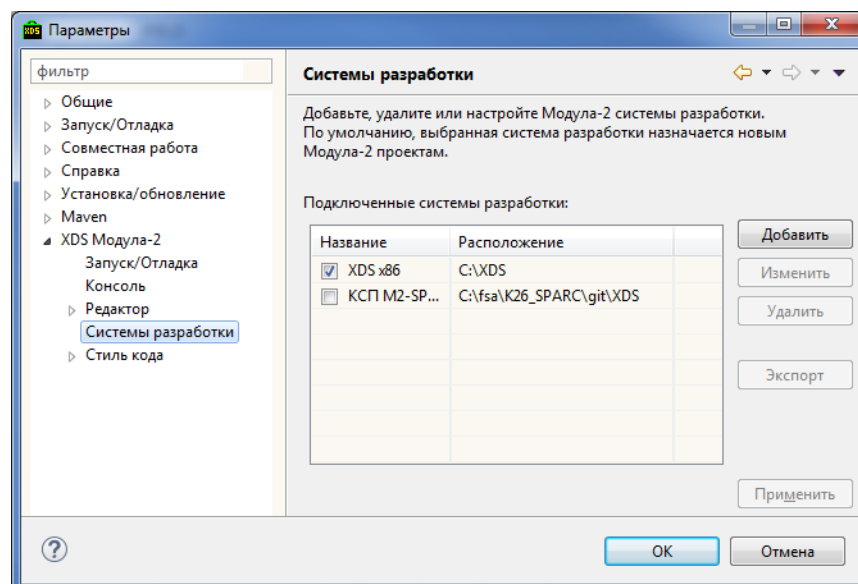 XDS Параметры
фильтр
Общие
Запуск/Отладка
Совместная работа
Справка
Установка/обновление
Maven
XDS Модула-2
Запуск/Отладка
Консоль
Редактор
Системы разработки
Стиль кода
Системы разработки
Добавьте, удалите или настройте Модула-2 системы разработки.
По умолчанию, выбранная система разработки назначается новым
Модула-2 проектам.
Подключенные системы разработки:
Название Расположение
XDS x86 C:\XDS
КСП M2-SP... C:\fsa\K26_SPARC\git\XDS
Добавить
Изменить
Удалить
Экспорт
Применить
?
OK Отмена